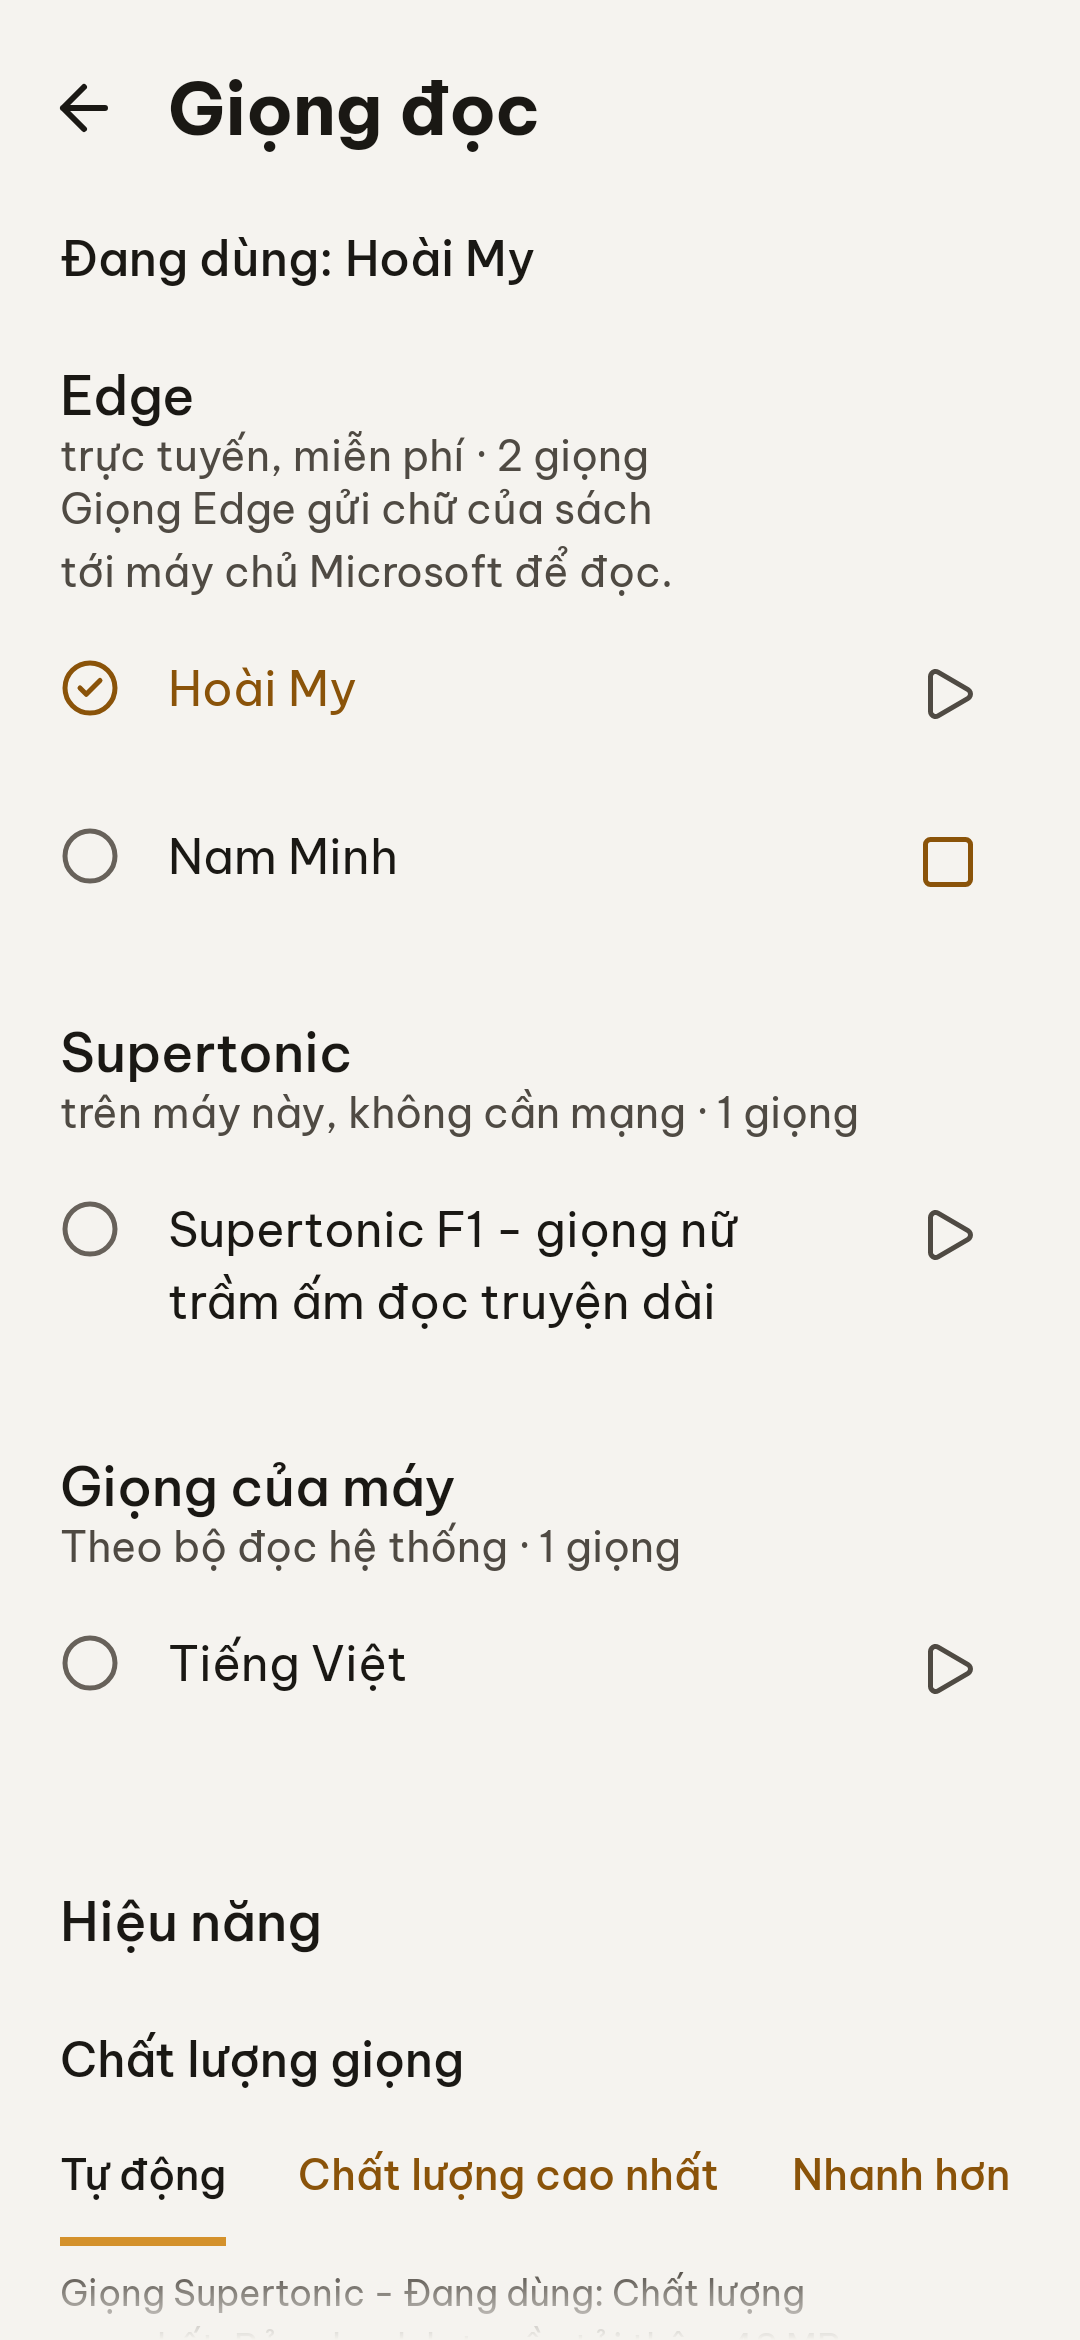 Giọng đọc
Đang dùng: Hoài My
Edge
trực tuyến, miễn phí · 2 giọng
Giọng Edge gửi chữ của sách
tới máy chủ Microsoft để đọc.
Hoài My
Nam Minh
Supertonic
trên máy này, không cần mạng · 1 giọng
Supertonic F1 - giọng nữ
trầm ấm đọc truyện dài
Giọng của máy
Theo bộ đọc hệ thống · 1 giọng
Tiếng Việt
Hiệu năng
Chất lượng giọng
Tự động
Chất lượng cao nhất
Nhanh hơn
Giọng Supertonic - Đang dùng: Chất lượng